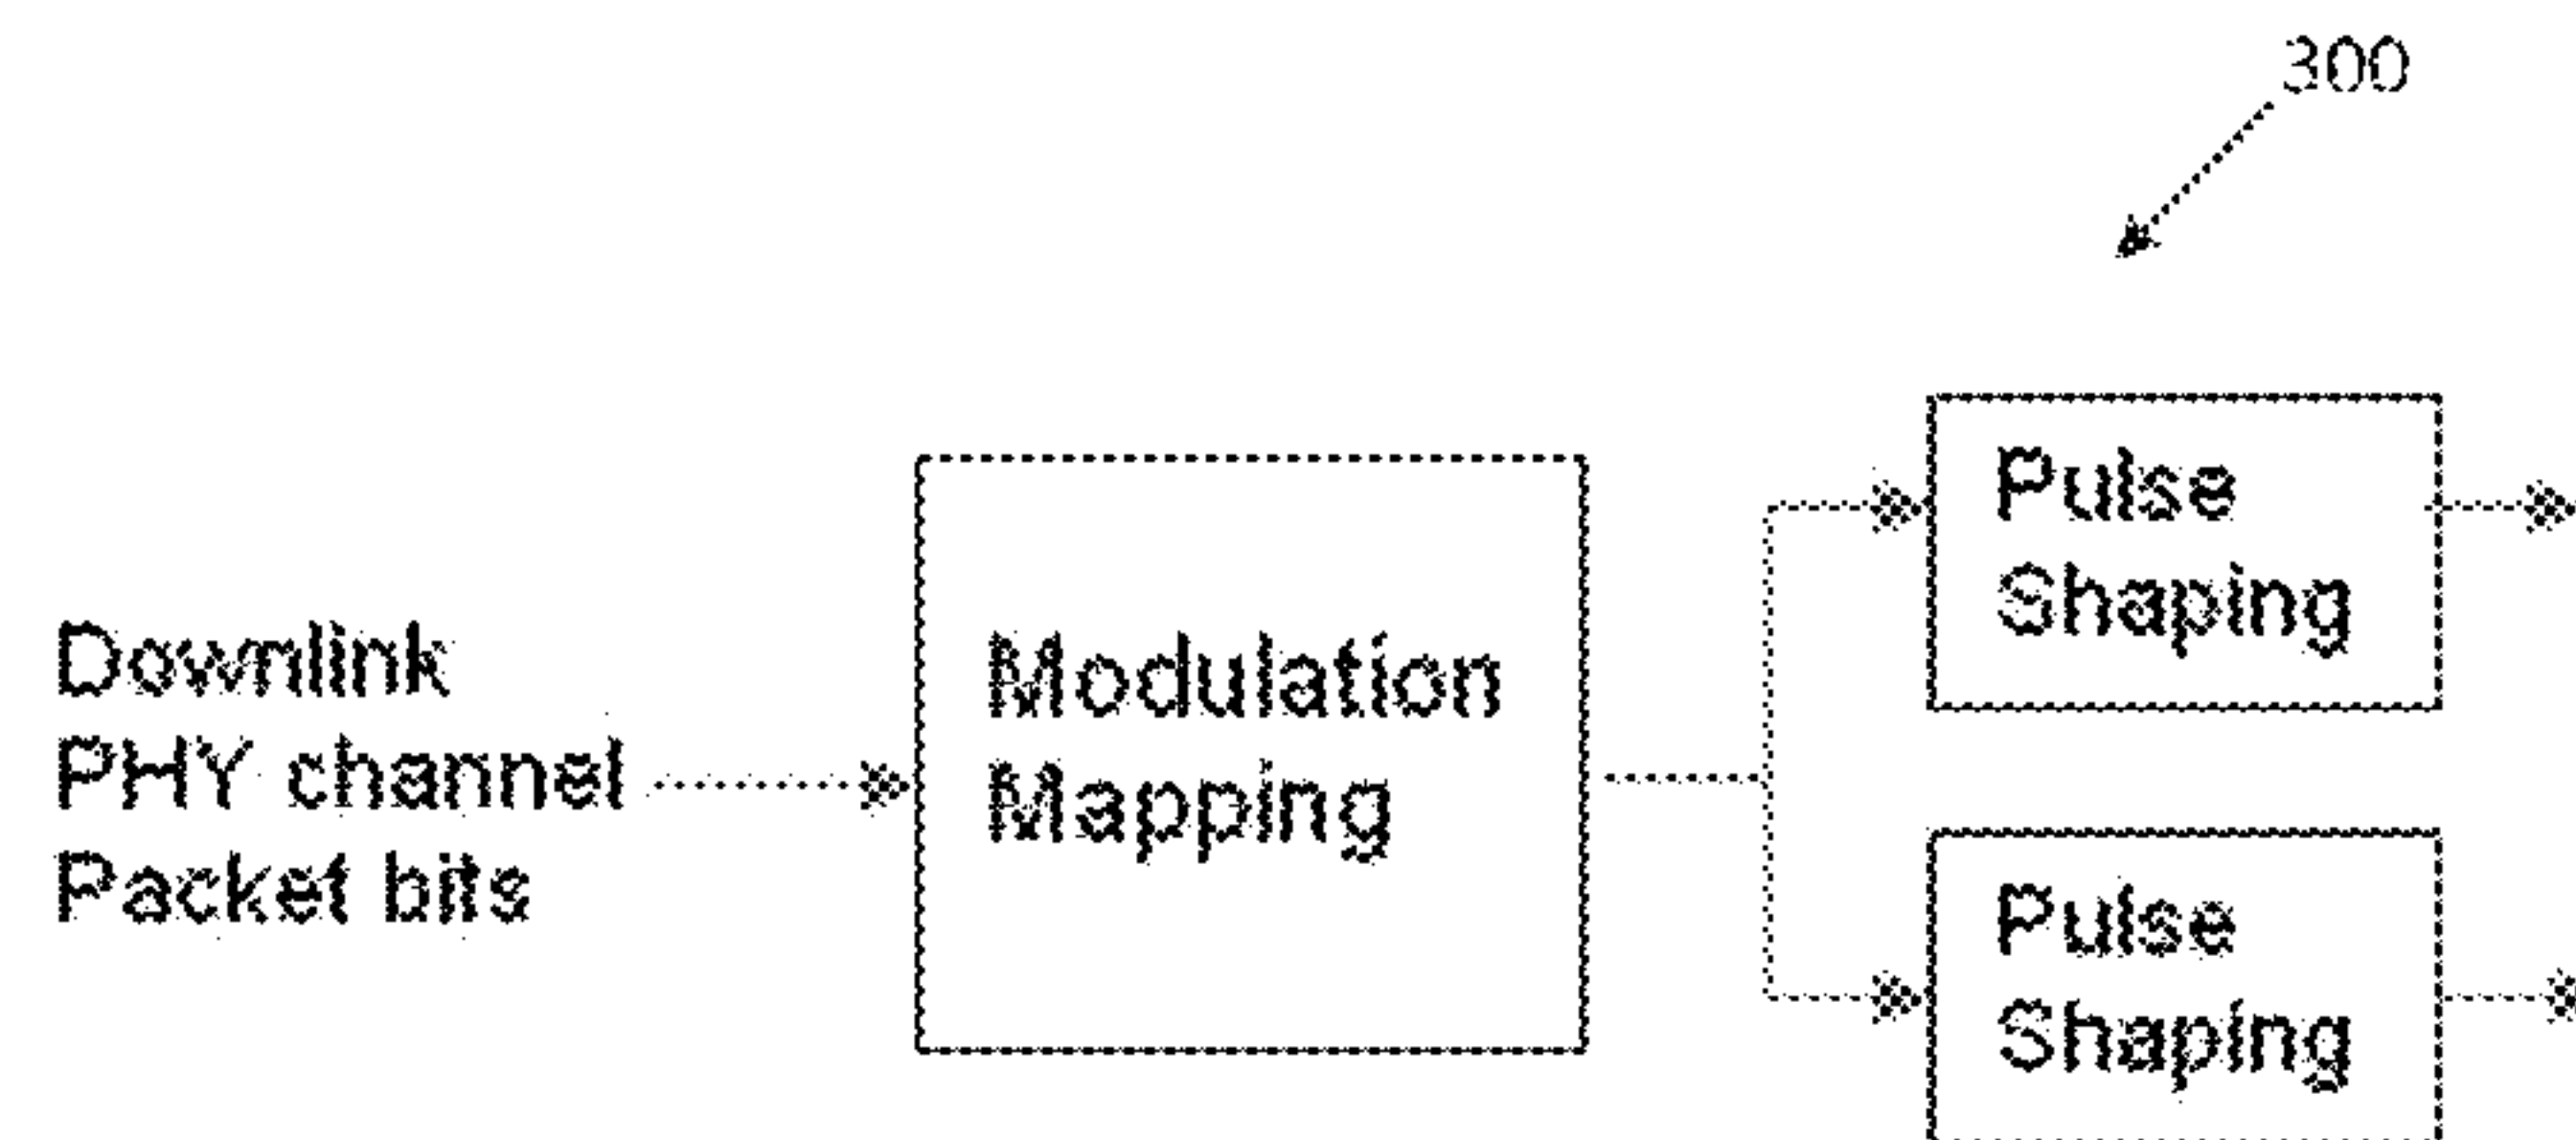 300
Downlink
PHY channel
Packet bits
Modulation
Mapping
Pulse
Shaping
Pulse
Shaping